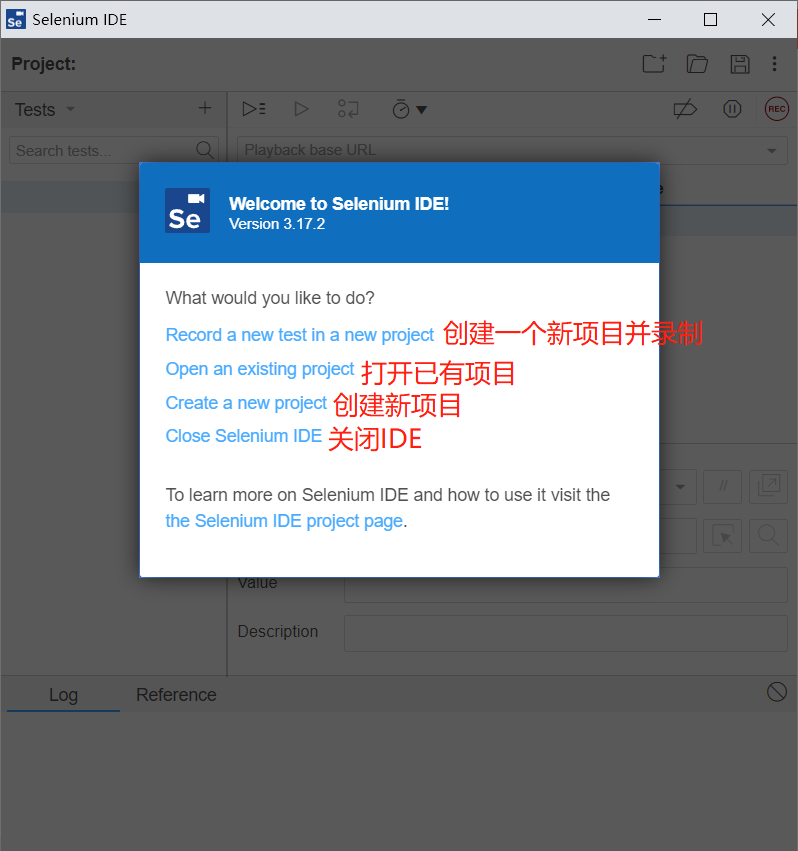 Se Selenium IDE
Project:
Tests
Search tests...
Playback base URL
REC
Se
Welcome to Selenium IDE!
Version 3.17.2
What would you like to do?
Record a new test in a new project 创建一个新项目并录制
Open an existing project 打开已有项目
Create a new project 创建新项目
Close Selenium IDE 关闭IDE
To learn more on Selenium IDE and how to use it visit the
the Selenium IDE project page.
//
Value
Description
Log Reference